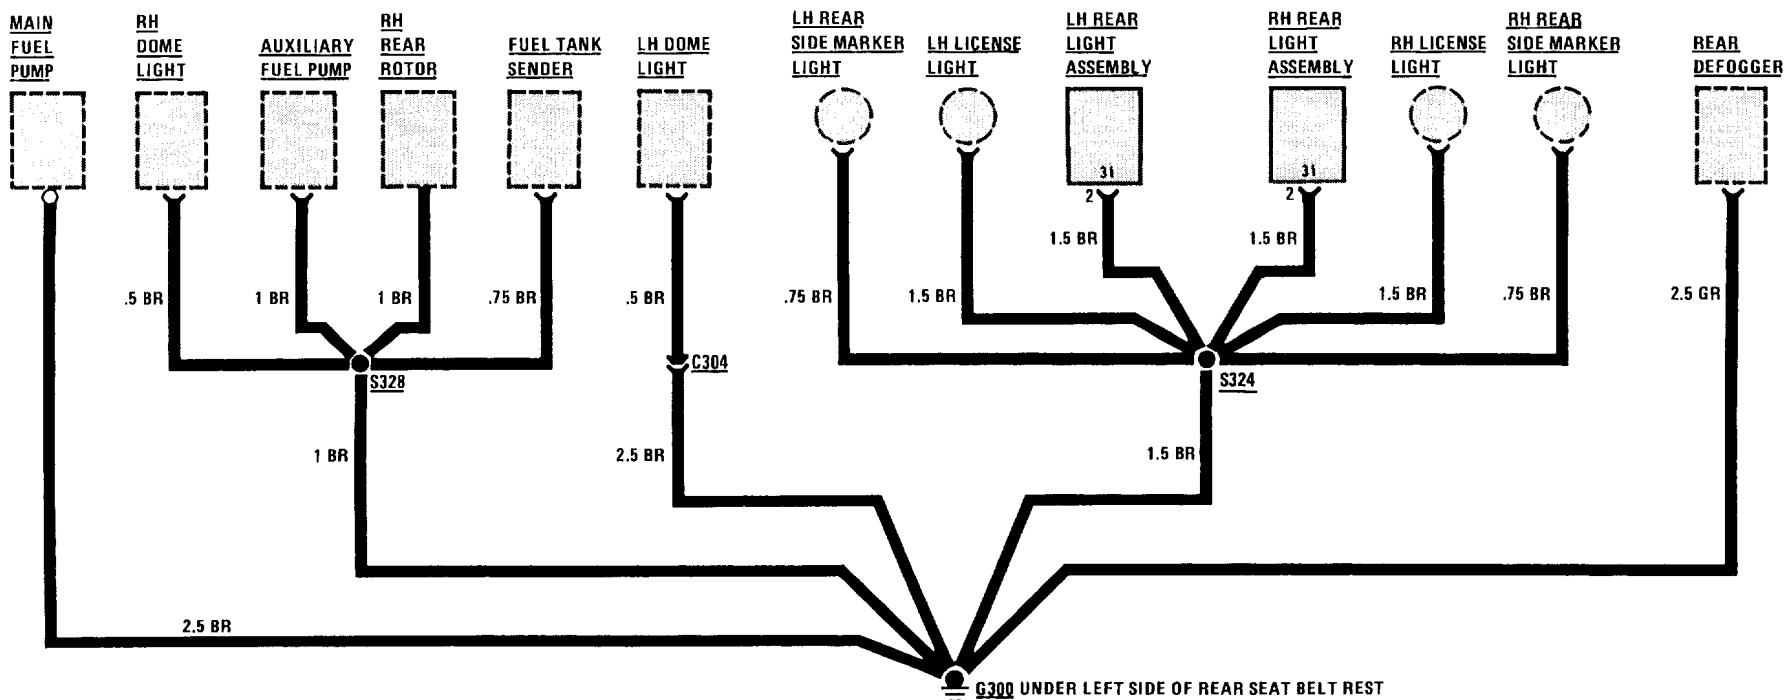 MAIN
FUEL
PUMP
RH
DOME
LIGHT
AUXILIARY
FUEL PUMP
RH
REAR
ROTOR
FUEL TANK
SENDER
LH DOME
LIGHT
LH REAR
SIDE MARKER
LIGHT
LH LICENSE
LIGHT
LH REAR
LIGHT
ASSEMBLY
RH REAR
LIGHT
ASSEMBLY
RH LICENSE
LIGHT
RH REAR
SIDE MARKER
LIGHT
REAR
DEFOGGER
31
2
31
2
1.5 BR
1.5 BR
.5 BR
1 BR
1 BR
.75 BR
.5 BR
.75 BR
1.5 BR
1.5 BR
.75 BR
2.5 GR
S328
C304
S324
1 BR
2.5 BR
1.5 BR
2.5 BR
G300 UNDER LEFT SIDE OF REAR SEAT BELT REST